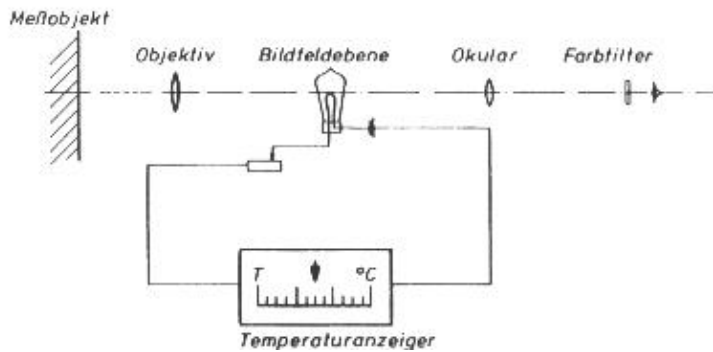 Meßobjekt
Objektiv
Bildfeldebene
Okular
Farbfilter
T
°C
Temperaturanzeiger